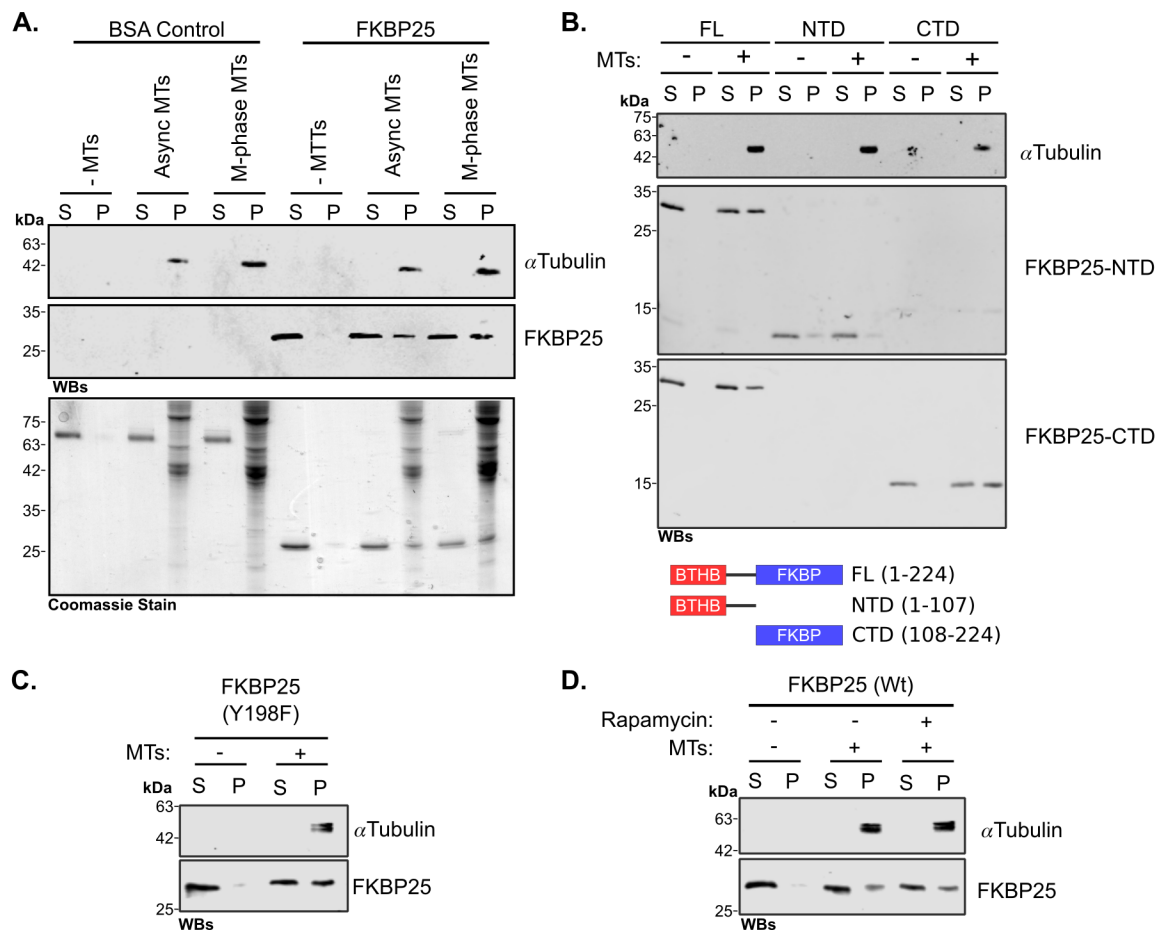 A.
BSA Control FKBP25
- MTs Async MTs M-phase MTs - MTTs Async MTs M-phase MTs
S P S P S P S P S P S P
kDa
63-
42-
αTubulin
35-
25-
FKBP25
WBs
75-
63-
42-
35-
25-
Coomassie Stain
B.
FL NTD CTD
MTs: - + - + - +
S P S P S P S P S P S P
kDa
75-
63-
42-
αTubulin
35-
25-
15-
FKBP25-NTD
35-
25-
15-
FKBP25-CTD
WBs
BTHB FKBP FL (1-224)
BTHB NTD (1-107)
FKBP CTD (108-224)
C.
FKBP25
(Y198F)
MTs: - +
S P S P
kDa
63-
42-
αTubulin
FKBP25
25-
WBs
D.
FKBP25 (Wt)
Rapamycin: - - +
MTs: - + +
S P S P S P
kDa
63-
42-
αTubulin
FKBP25
25-
WBs